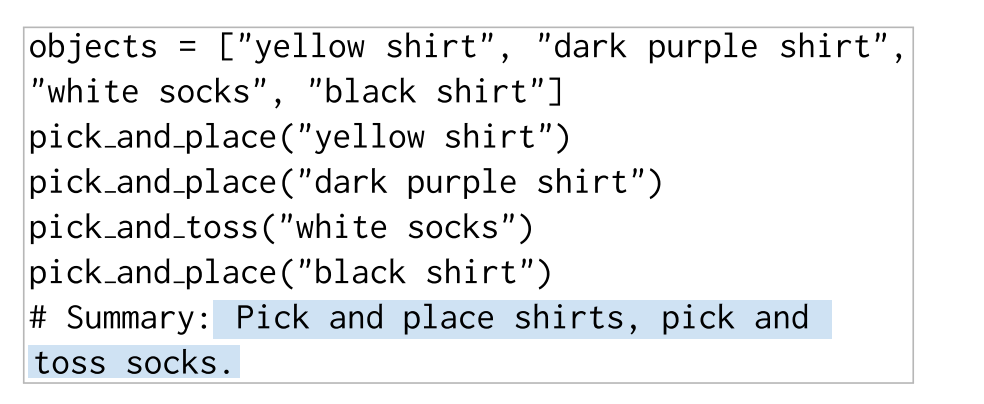 objects = ["yellow shirt", "dark purple shirt",
"white socks", "black shirt"]
pick_and_place("yellow shirt")
pick_and_place("dark purple shirt")
pick_and_toss("white socks")
pick_and_place("black shirt")
# Summary: Pick and place shirts, pick and
toss socks.